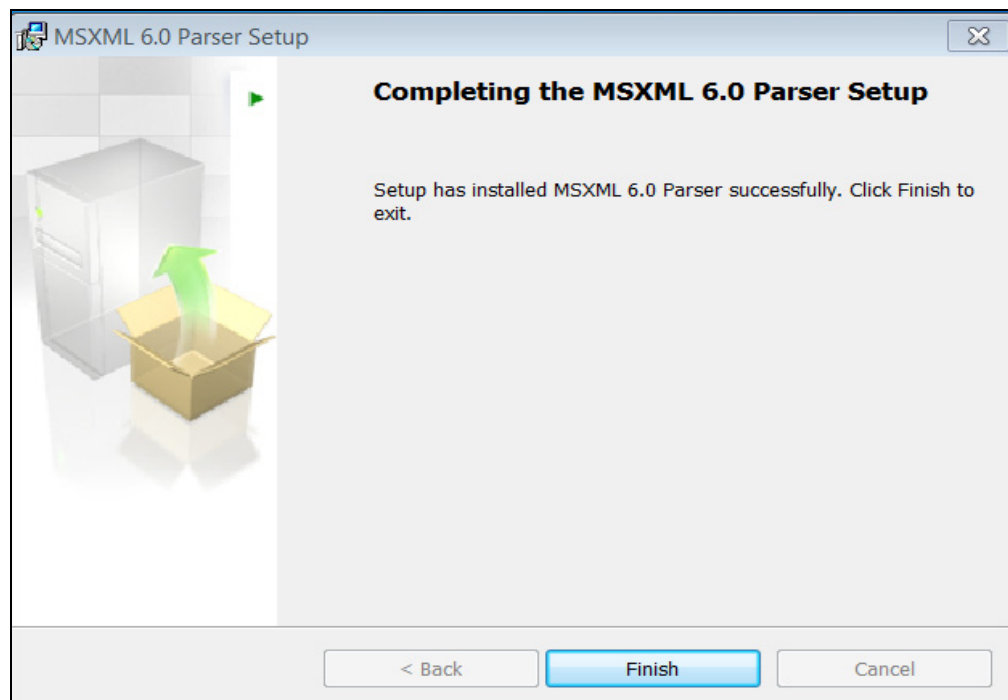 MSXML 6.0 Parser Setup
Completing the MSXML 6.0 Parser Setup
Setup has installed MSXML 6.0 Parser successfully. Click Finish to
exit.
< Back
Finish
Cancel